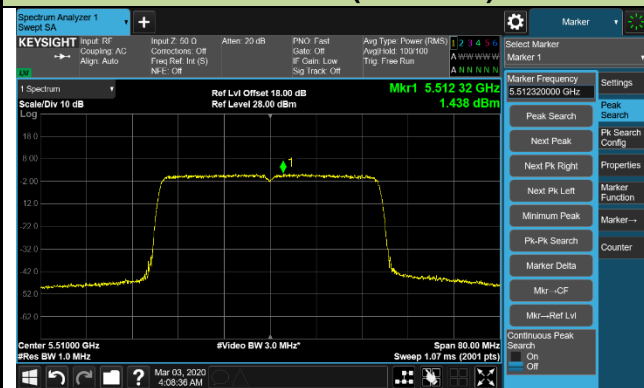 Spectrum Analyzer 1
Swept SA
Marker
KEYSIGHT
Input: RF
Coupling: AC
Align: Auto
Input Z: 50 Ω
Corrections: Off
Freq Ref: Int (S)
NFE: Off
Atten: 20 dB
PNO: Fast
Gate: Off
IF Gain: Low
Sig Track: Off
Avg Type: Power (RMS)
Avg|Hold: 100/100
Trig: Free Run
1 2 3 4 5 6
A W W W W W
A N N N N N
Select Marker
Marker 1
Marker Frequency
5.512320000 GHz
Settings
1 Spectrum
Scale/Div 10 dB
Log
Ref Lvl Offset 18.00 dB
Ref Level 28.00 dBm
Mkr1 5.512 32 GHz
1.438 dBm
Peak Search
Next Peak
Next Pk Right
Next Pk Left
Minimum Peak
Pk-Pk Search
Marker Delta
Mkr→CF
Mkr→Ref Lvl
Continuous Peak
Search
On
Off
Peak
Search
Pk Search
Config
Properties
Marker
Function
Marker→
Counter
18.0
8.00
-2.00
-12.0
-22.0
-32.0
-42.0
-52.0
-62.0
1
Center 5.51000 GHz
#Res BW 1.0 MHz
#Video BW 3.0 MHz*
Span 80.00 MHz
Sweep 1.07 ms (2001 pts)
Mar 03, 2020
4:08:36 AM